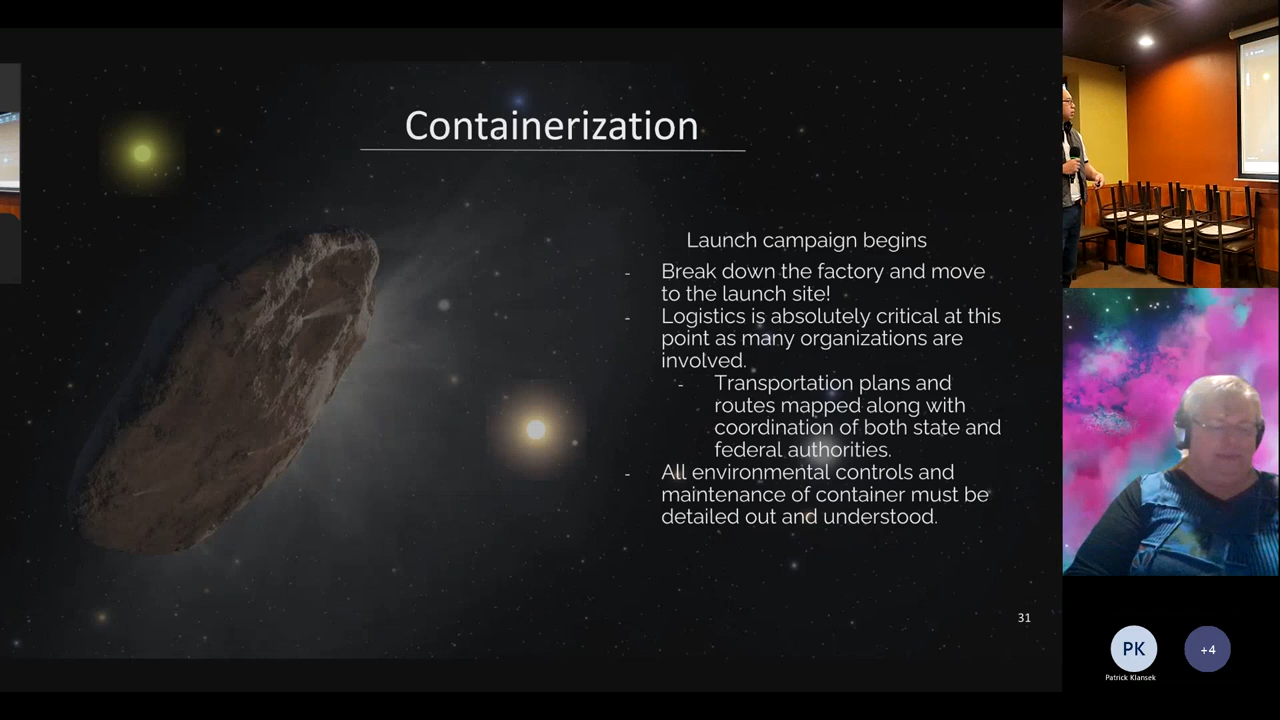 Containerization
Launch campaign begins
- Break down the factory and move
to the launch site!
- Logistics is absolutely critical at this
point as many organizations are
involved.
- Transportation plans and
routes mapped along with
coordination of both state and
federal authorities.
- All environmental controls and
maintenance of container must be
detailed out and understood.
31
PK
+4
Patrick Klansek